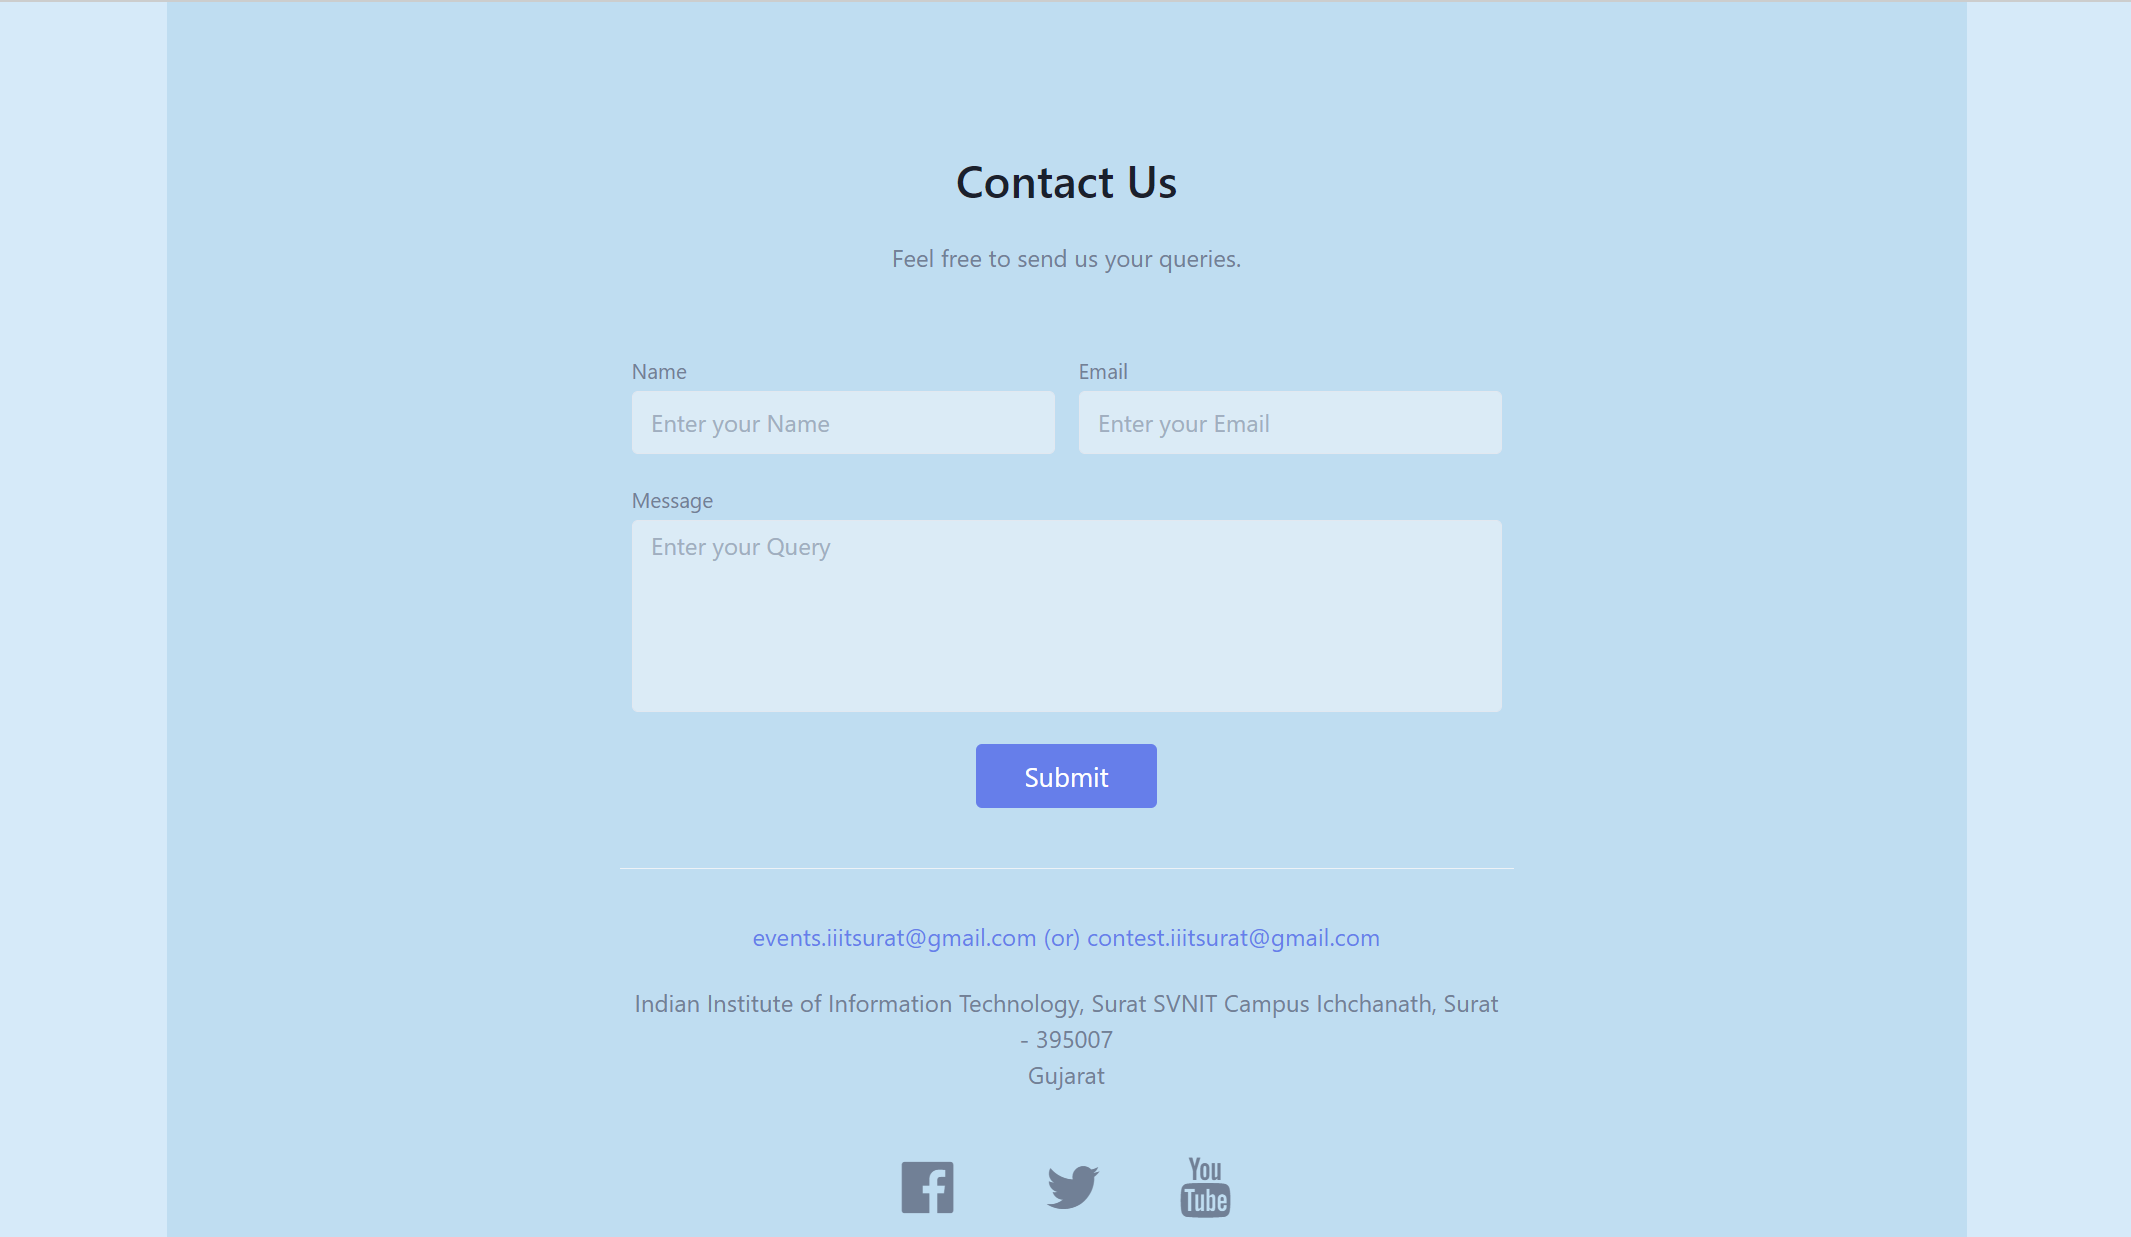 Contact Us
Feel free to send us your queries.
Name
Email
Enter your Name
Enter your Email
Message
Enter your Query
Submit
events.iiitsurat@gmail.com (or) contest.iiitsurat@gmail.com
Indian Institute of Information Technology, Surat SVNIT Campus Ichchanath, Surat
- 395007
Gujarat
You
Tube